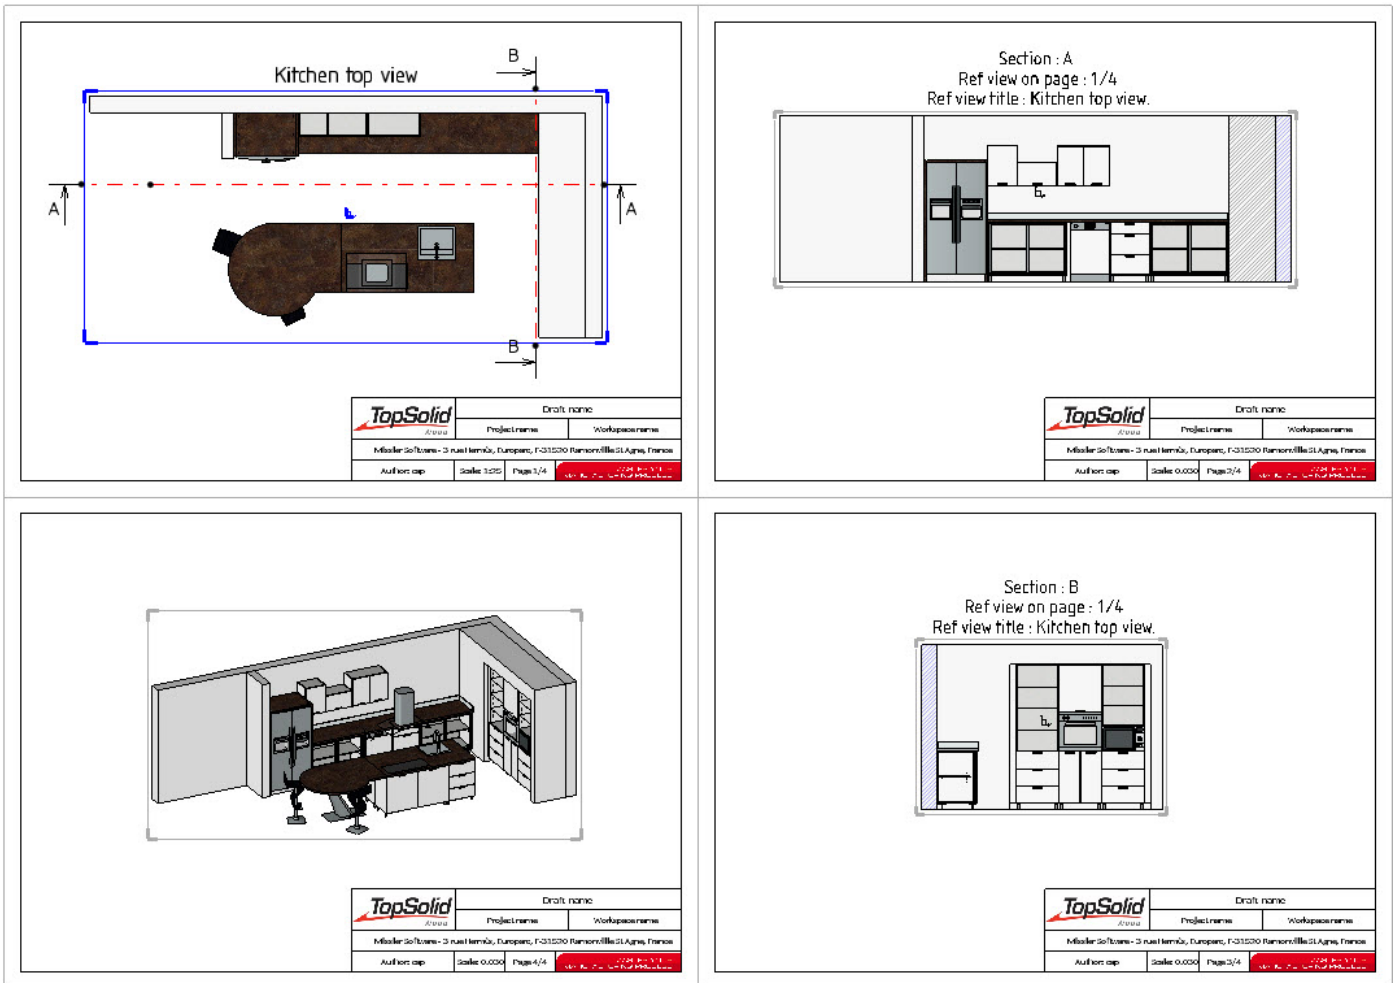 Kitchen top view
B
A
A
B
TopSolid
Draft name
Project name
Workspace name
Author: cap
Scale: 1:25
Page 1/4
Section : A
Ref view on page : 1/4
Ref view title : Kitchen top view.
TopSolid
Draft name
Project name
Workspace name
Author: cap
Scale: 0.030
Page 2/4
TopSolid
Draft name
Project name
Workspace name
Author: cap
Scale: 0.030
Page 4/4
Section : B
Ref view on page : 1/4
Ref view title : Kitchen top view.
TopSolid
Draft name
Project name
Workspace name
Author: cap
Scale: 0.030
Page 3/4